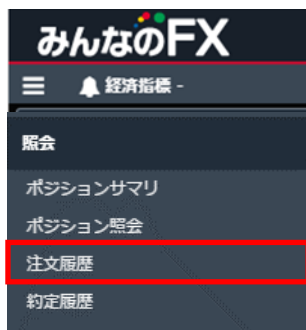 みんなのFX
経済指標 -
照会
ポジションサマリ
ポジション照会
注文履歴
約定履歴